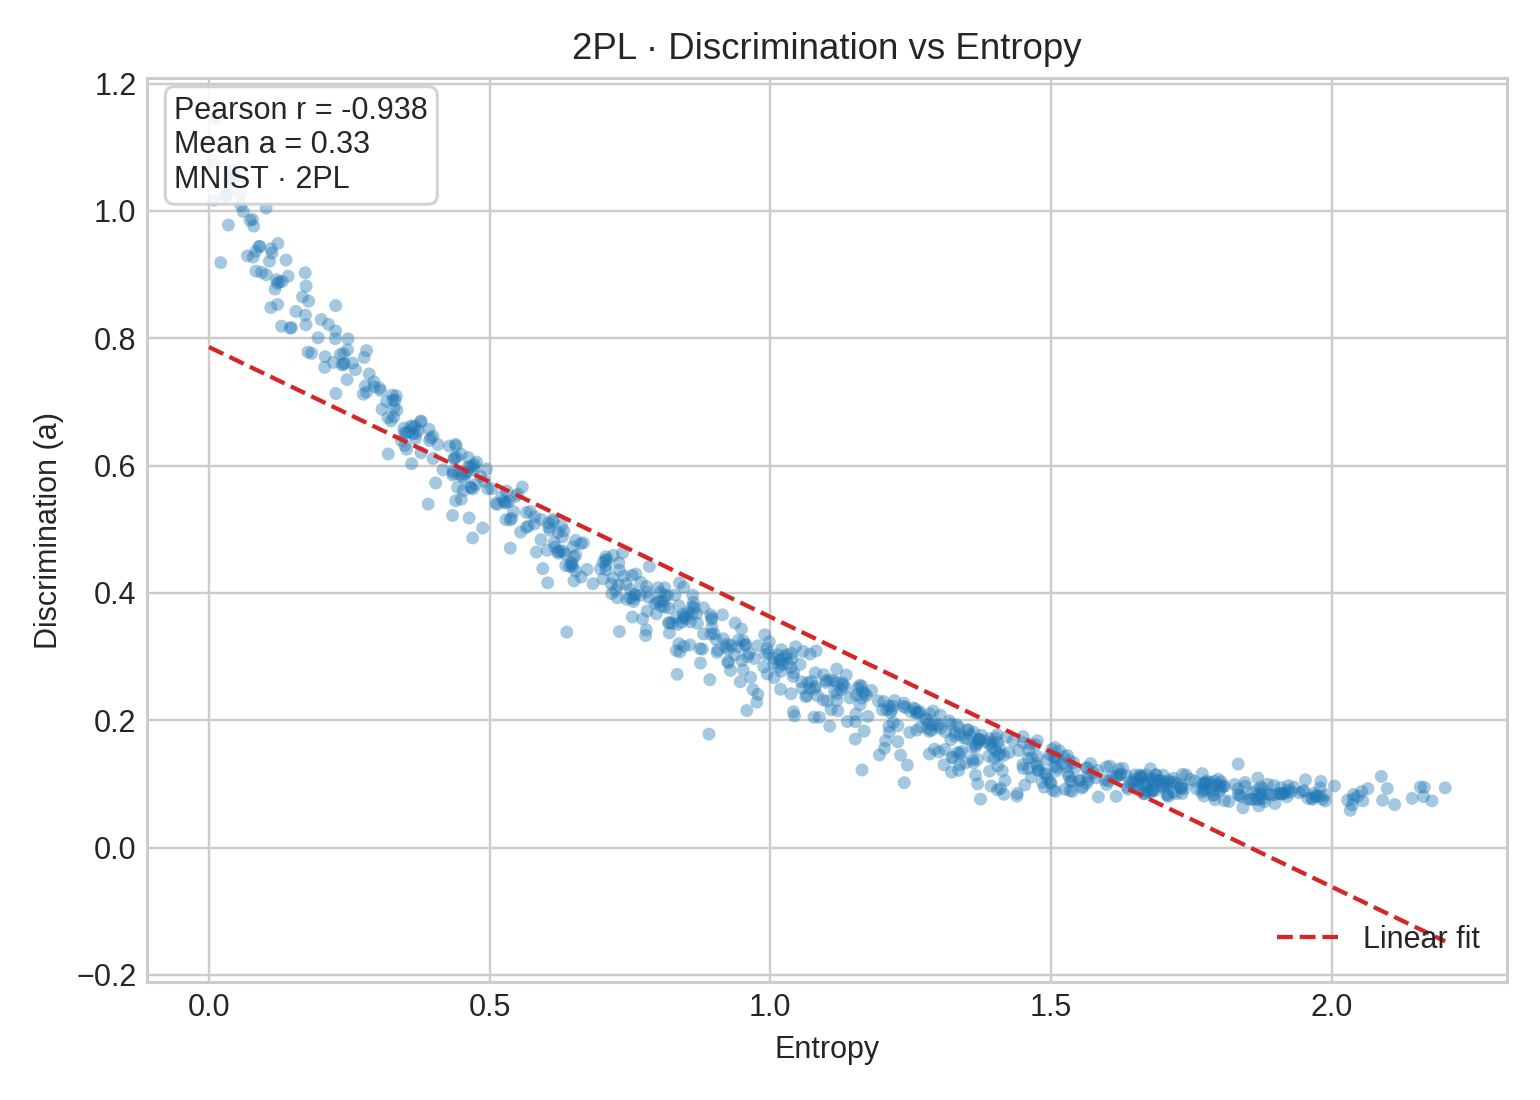 2PL · Discrimination vs Entropy
Pearson r = -0.938
Mean a = 0.33
MNIST · 2PL
1.2
1.0
0.8
0.6
0.4
0.2
0.0
−0.2
Discrimination (a)
Linear fit
0.0
0.5
1.0
1.5
2.0
Entropy